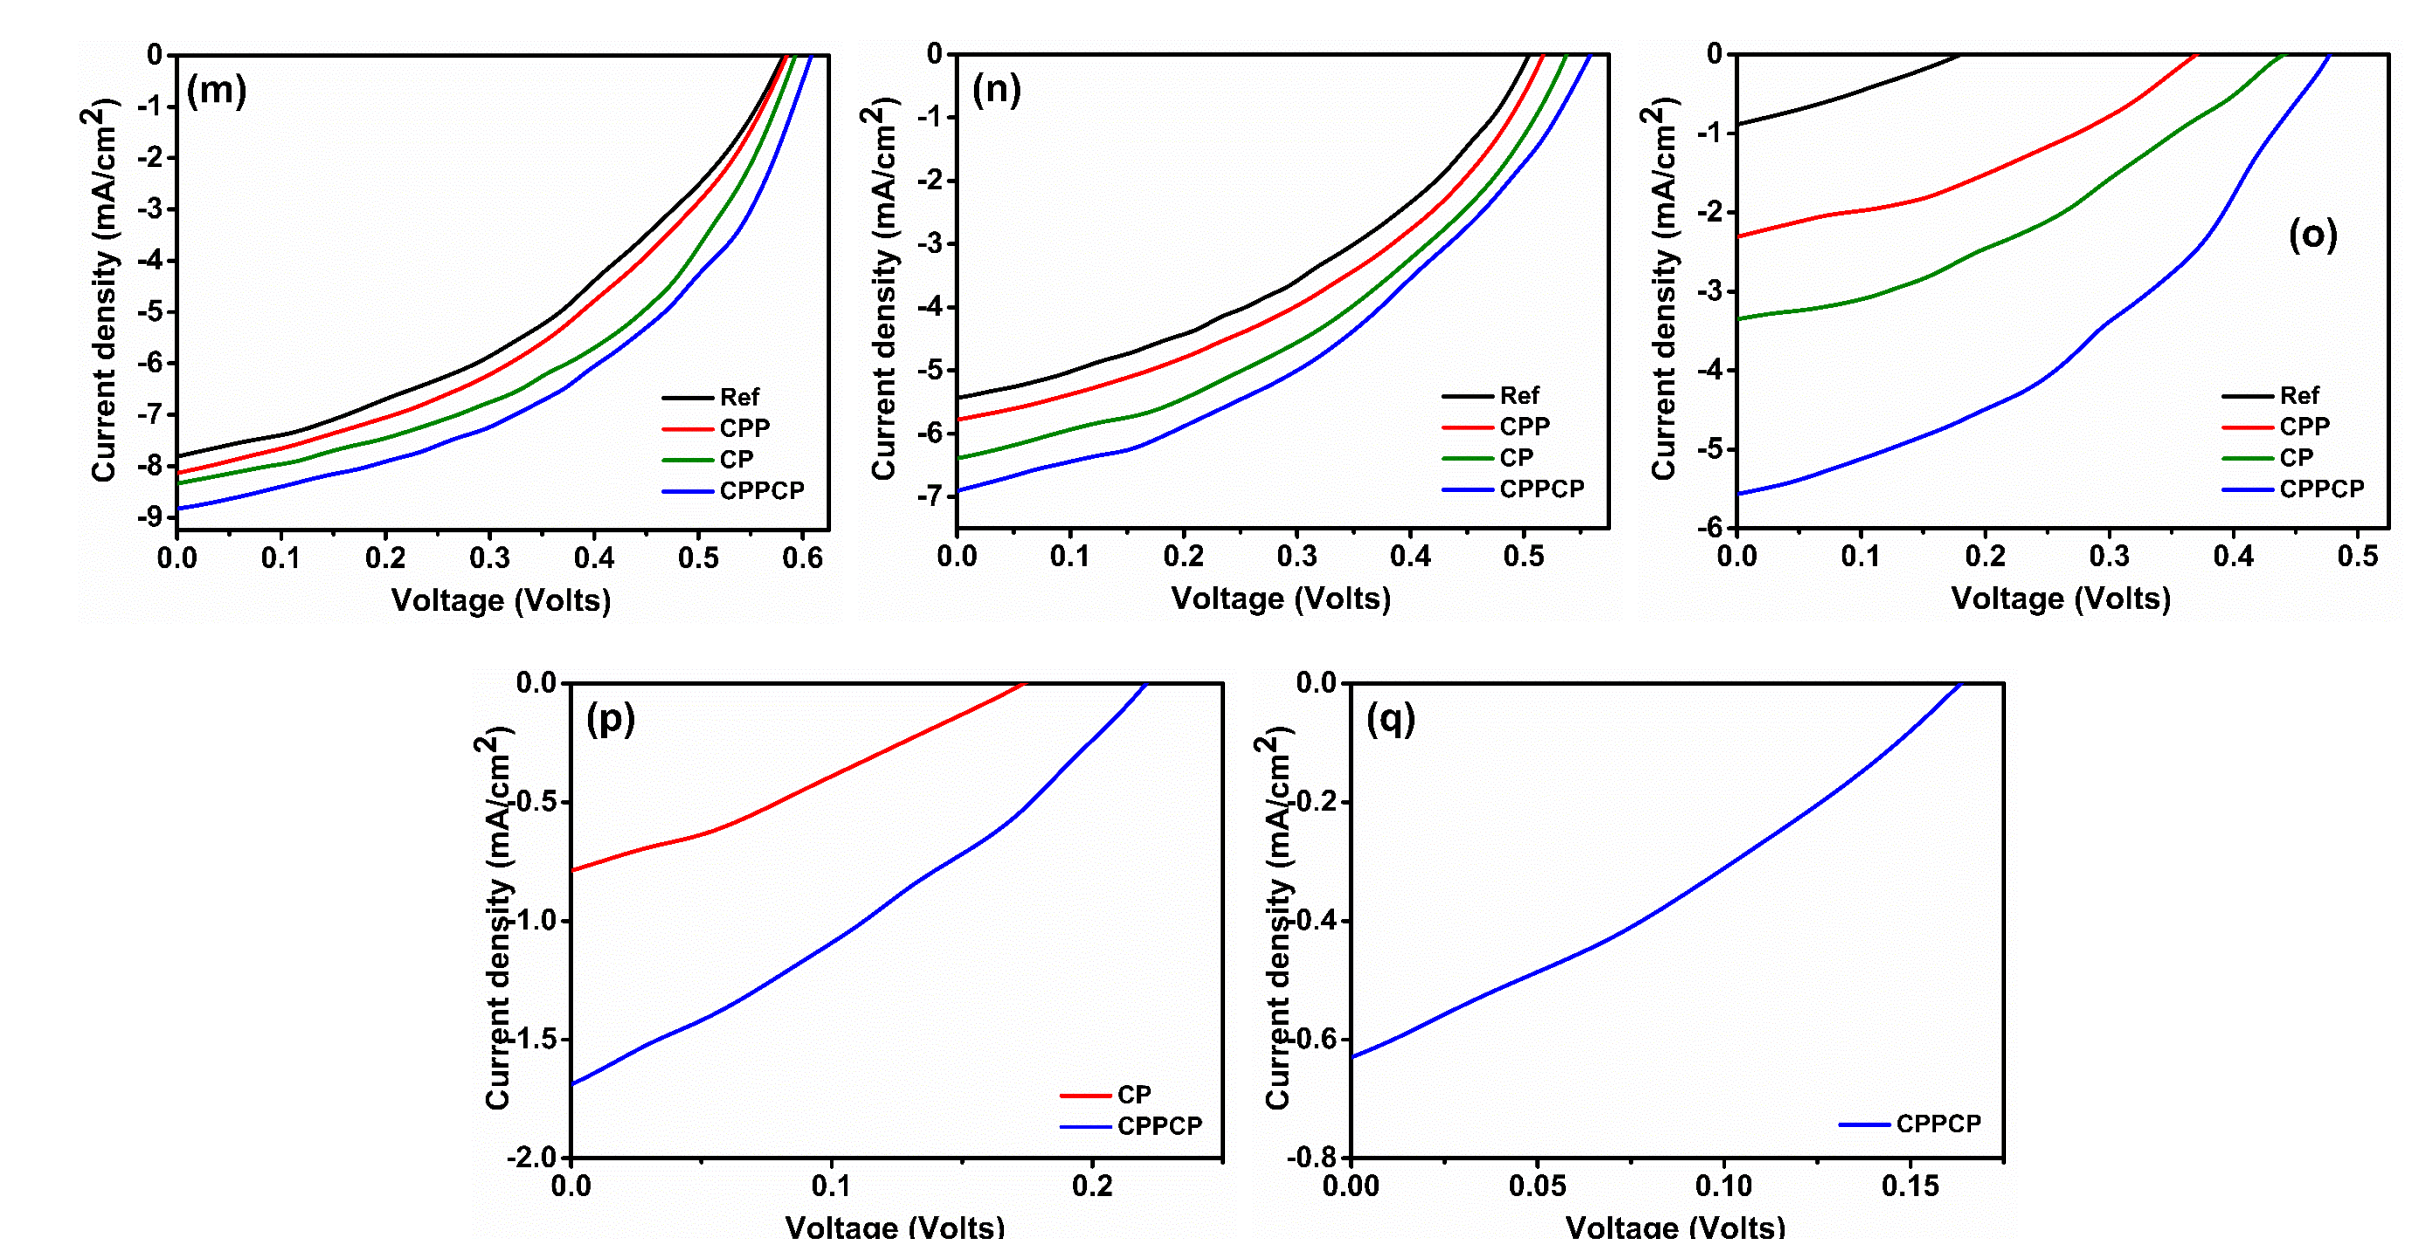 (m)
Current density (mA/cm2)
0
-1
-2
-3
-4
-5
-6
-7
-8
-9
Ref
CPP
CP
CPPCP
0.0 0.1 0.2 0.3 0.4 0.5 0.6
Voltage (Volts)
(n)
Current density (mA/cm2)
0
-1
-2
-3
-4
-5
-6
-7
Ref
CPP
CP
CPPCP
0.0 0.1 0.2 0.3 0.4 0.5
Voltage (Volts)
(o)
Current density (mA/cm2)
0
-1
-2
-3
-4
-5
-6
Ref
CPP
CP
CPPCP
0.0 0.1 0.2 0.3 0.4 0.5
Voltage (Volts)
(p)
Current density (mA/cm2)
0.0
-0.5
-1.0
-1.5
-2.0
CP
CPPCP
0.0 0.1 0.2
Voltage (Volts)
(q)
Current density (mA/cm2)
0.0
-0.2
-0.4
-0.6
-0.8
CPPCP
0.00 0.05 0.10 0.15
Voltage (Volts)